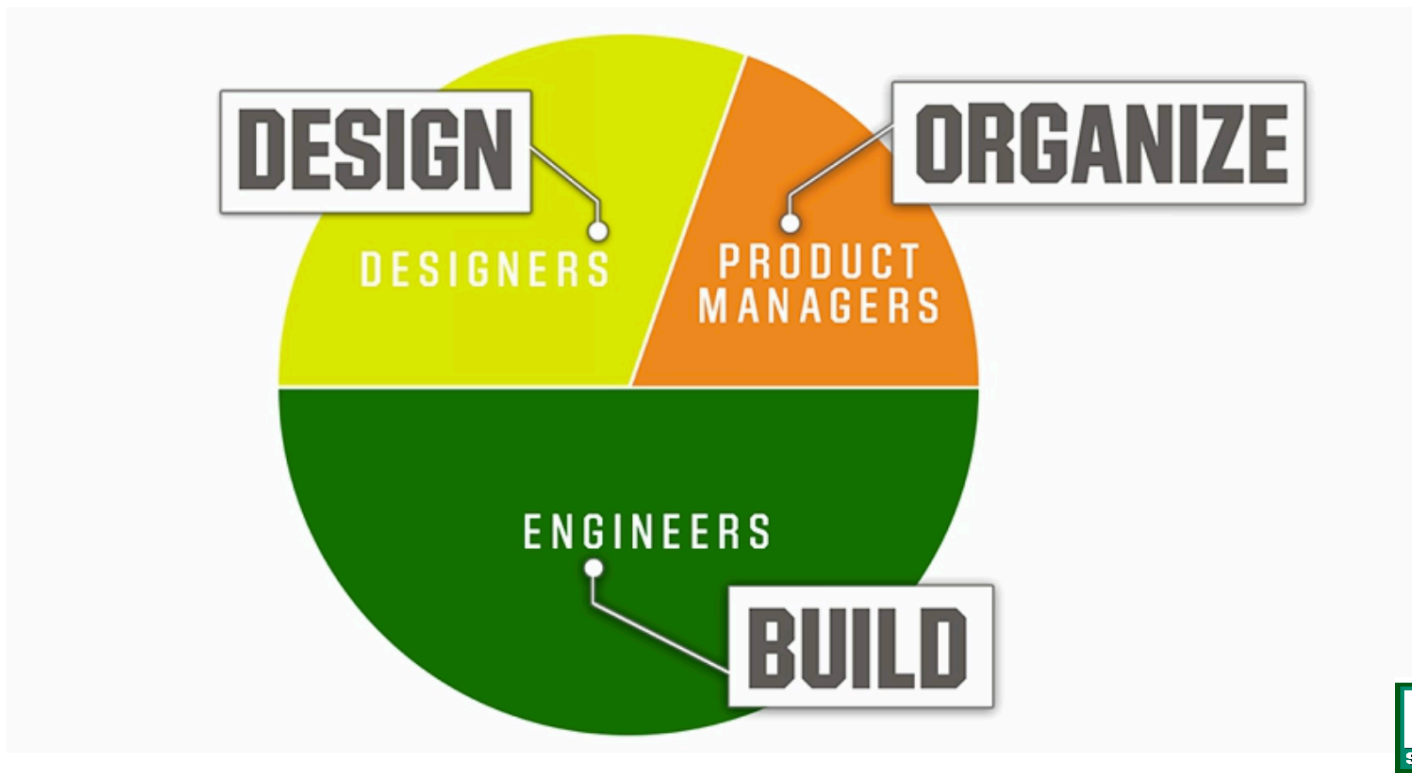 DESIGN
ORGANIZE
DESIGNERS
PRODUCT
MANAGERS
ENGINEERS
BUILD